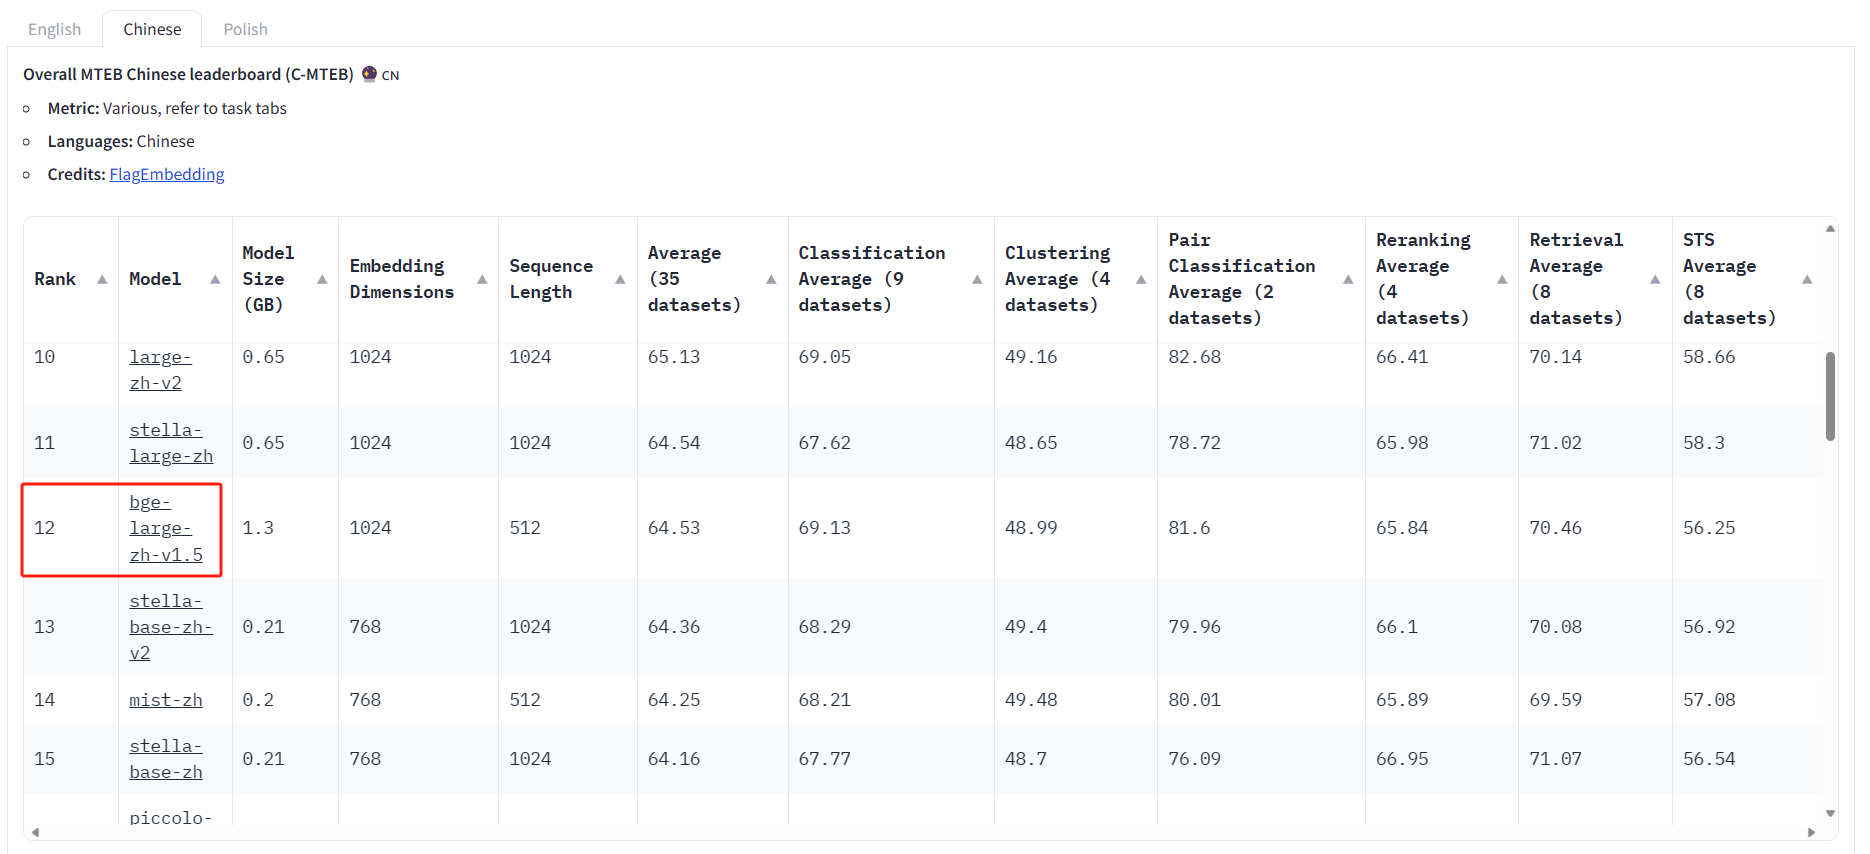 English Chinese Polish
Overall MTEB Chinese leaderboard (C-MTEB) 🔮 CN
Metric: Various, refer to task tabs
Languages: Chinese
Credits: FlagEmbedding
Rank
Model
Model
Size
(GB)
Embedding
Dimensions
Sequence
Length
Average
(35
datasets)
Classification
Average (9
datasets)
Clustering
Average (4
datasets)
Pair
Classification
Average (2
datasets)
Reranking
Average
(4
datasets)
Retrieval
Average
(8
datasets)
STS
Average
(8
datasets)
10
large-
zh-v2
0.65 1024 1024 65.13 69.05 49.16 82.68 66.41 70.14 58.66
11
stella-
large-zh
0.65 1024 1024 64.54 67.62 48.65 78.72 65.98 71.02 58.3
12
bge-
large-
zh-v1.5
1.3 1024 512 64.53 69.13 48.99 81.6 65.84 70.46 56.25
13
stella-
base-zh-
v2
0.21 768 1024 64.36 68.29 49.4 79.96 66.1 70.08 56.92
14 mist-zh 0.2 768 512 64.25 68.21 49.48 80.01 65.89 69.59 57.08
15
stella-
base-zh
0.21 768 1024 64.16 67.77 48.7 76.09 66.95 71.07 56.54
piccolo-